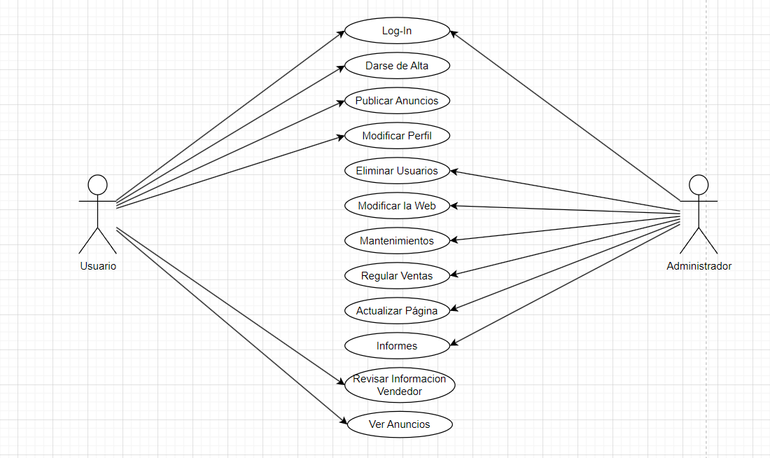 Log-In
Darse de Alta
Publicar Anuncios
Modificar Perfil
Eliminar Usuarios
Modificar la Web
Mantenimientos
Regular Ventas
Actualizar Página
Informes
Revisar Informacion
Vendedor
Ver Anuncios
Usuario
Administrador